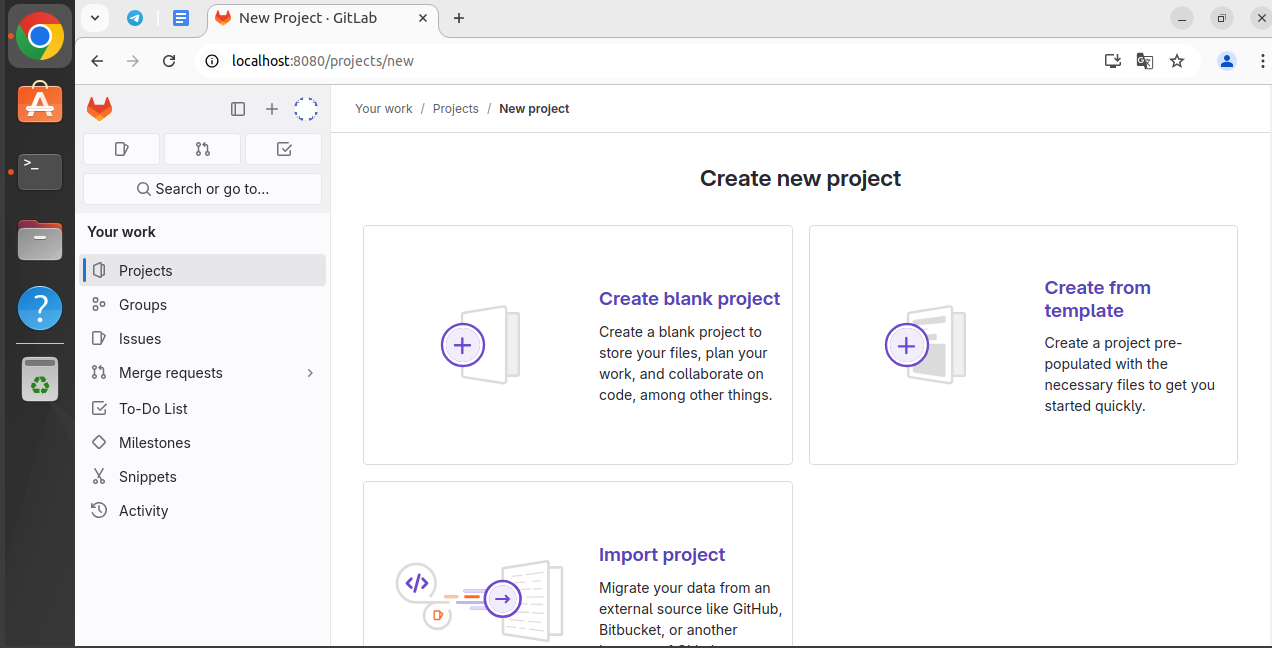 New Project · GitLab
localhost:8080/projects/new
Your work / Projects / New project
Search or go to...
Your work
Projects
Groups
Issues
Merge requests
To-Do List
Milestones
Snippets
Activity
Create new project
Create blank project
Create a blank project to
store your files, plan your
work, and collaborate on
code, among other things.
Create from
template
Create a project pre-
populated with the
necessary files to get you
started quickly.
Import project
Migrate your data from an
external source like GitHub,
Bitbucket, or another